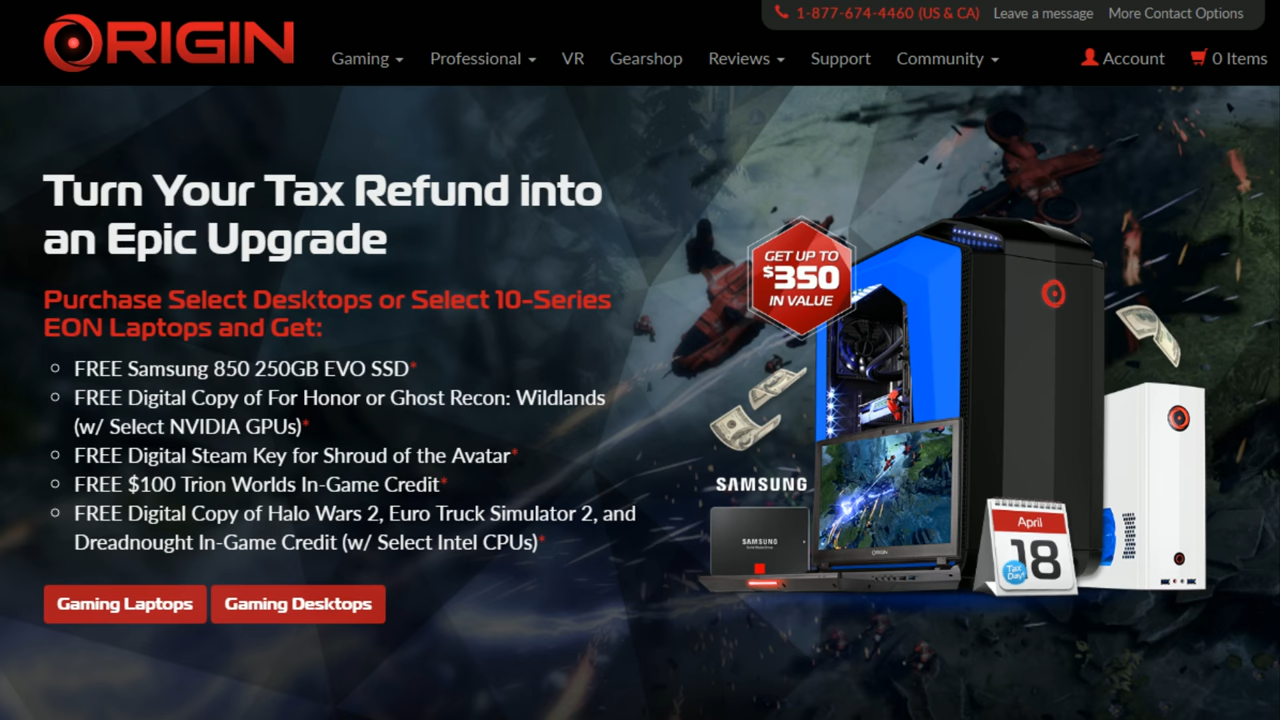 1-877-674-4460 (US & CA) Leave a message More Contact Options
ORIGIN
Gaming Professional VR Gearshop Reviews Support Community Account 0 Items
Turn Your Tax Refund into
an Epic Upgrade
Purchase Select Desktops or Select 10-Series
EON Laptops and Get:
FREE Samsung 850 250GB EVO SSD*
FREE Digital Copy of For Honor or Ghost Recon: Wildlands
(w/ Select NVIDIA GPUs)*
FREE Digital Steam Key for Shroud of the Avatar*
FREE $100 Trion Worlds In-Game Credit*
FREE Digital Copy of Halo Wars 2, Euro Truck Simulator 2, and
Dreadnought In-Game Credit (w/ Select Intel CPUs)*
Gaming Laptops Gaming Desktops
GET UP TO
$350
IN VALUE
SAMSUNG
SAMSUNG
ORIGIN
April
18
Tax
Day!